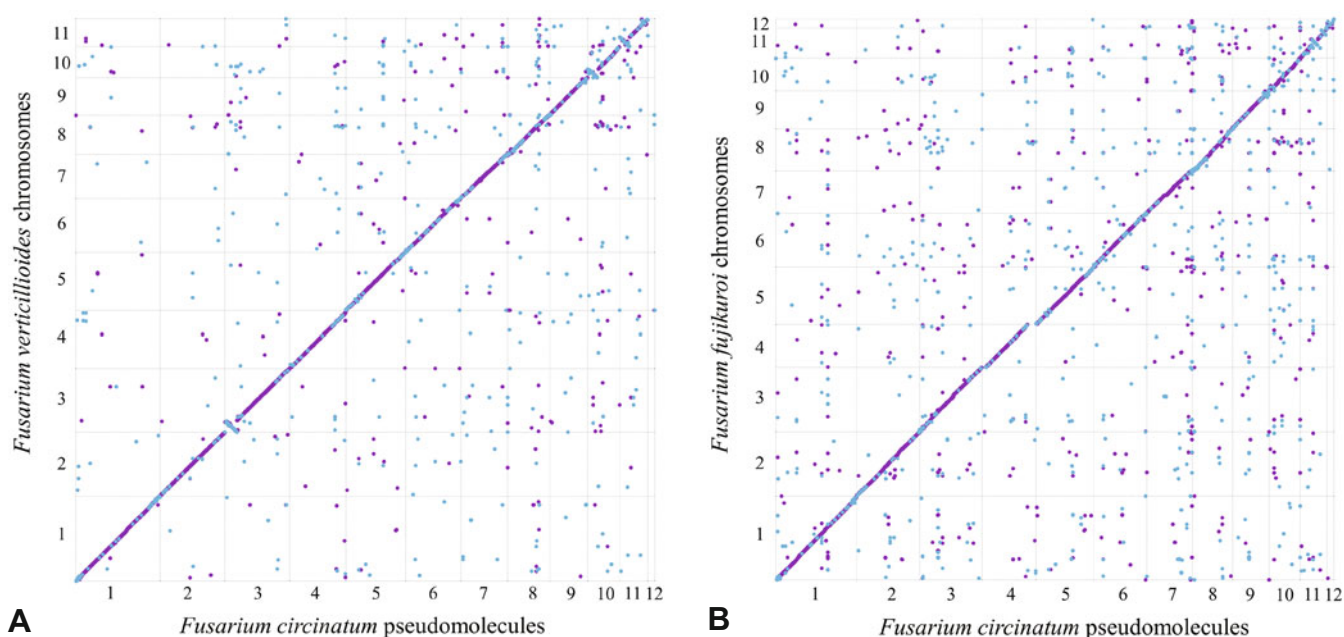 11
10
9
8
7
6
5
4
3
2
1
Fusarium verticillioides chromosomes
1 2 3 4 5 6 7 8 9 10 11 12
A
Fusarium circinatum pseudomolecules
12
11
10
9
8
7
6
5
4
3
2
1
Fusarium fujikuroi chromosomes
1 2 3 4 5 6 7 8 9 10 11 12
B
Fusarium circinatum pseudomolecules